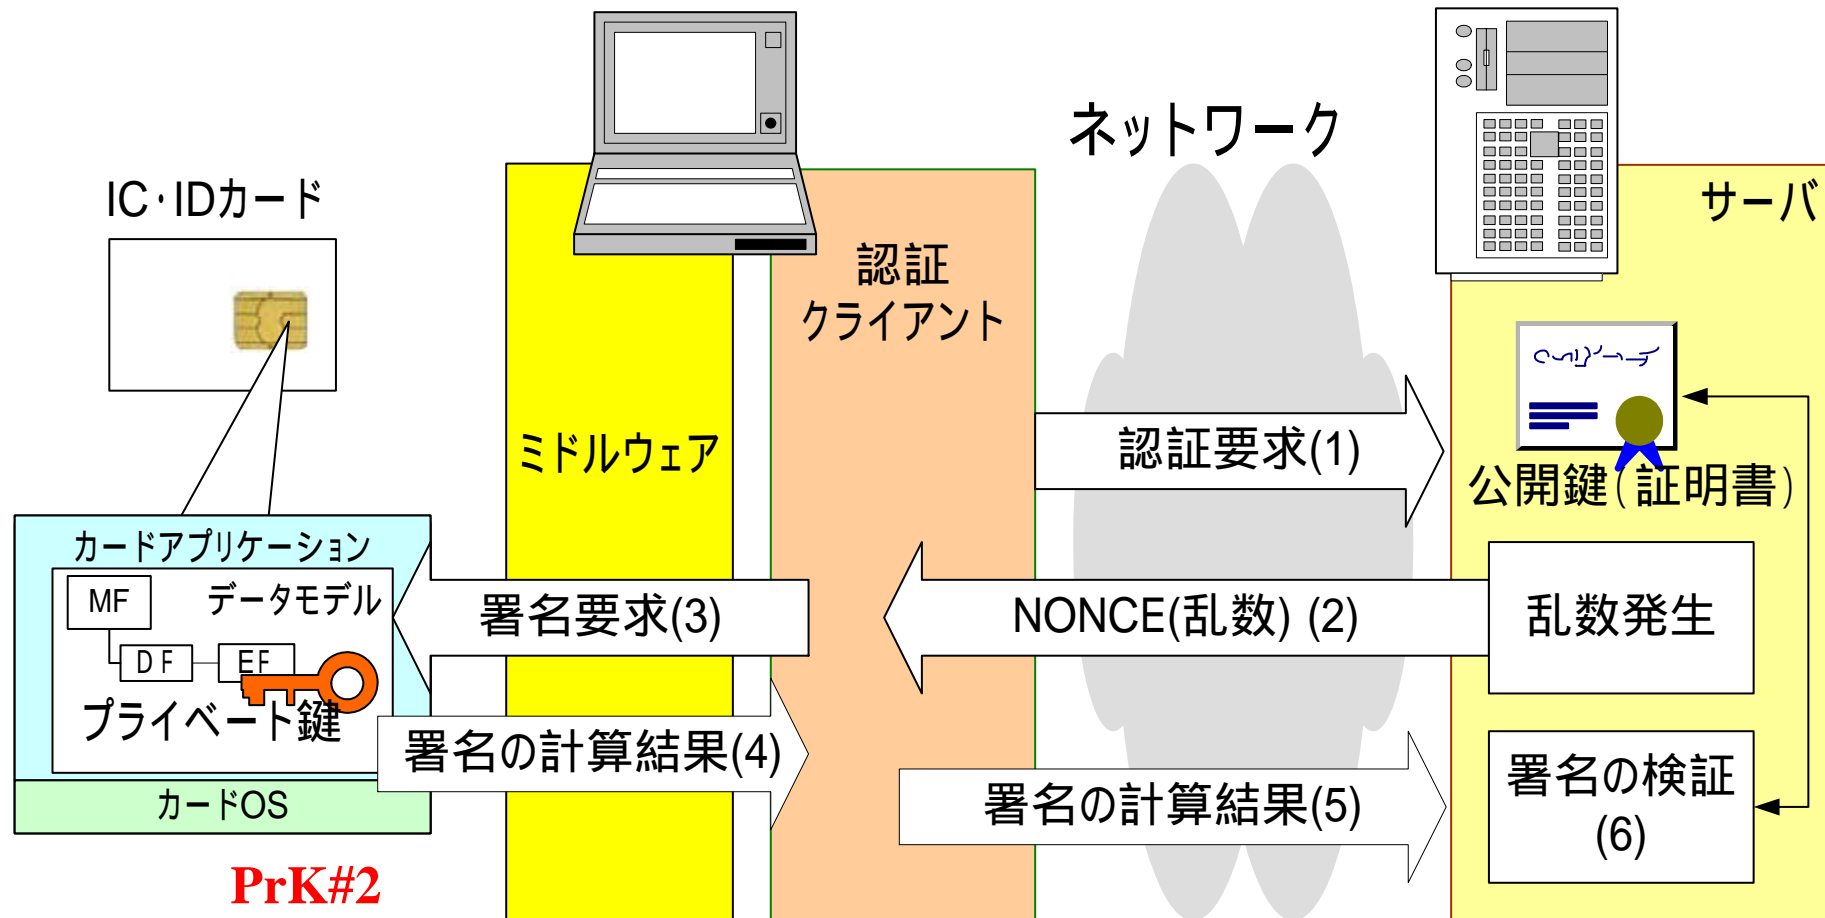 ネットワーク
IC・IDカード
サーバ
認証
クライアント
ミドルウェア
認証要求(1)
公開鍵(証明書)
カードアプリケーション
MF
データモデル
署名要求(3)
NONCE(乱数) (2)
乱数発生
DF
EF
プライベート鍵
署名の計算結果(4)
署名の計算結果(5)
署名の検証
(6)
カードOS
PrK#2